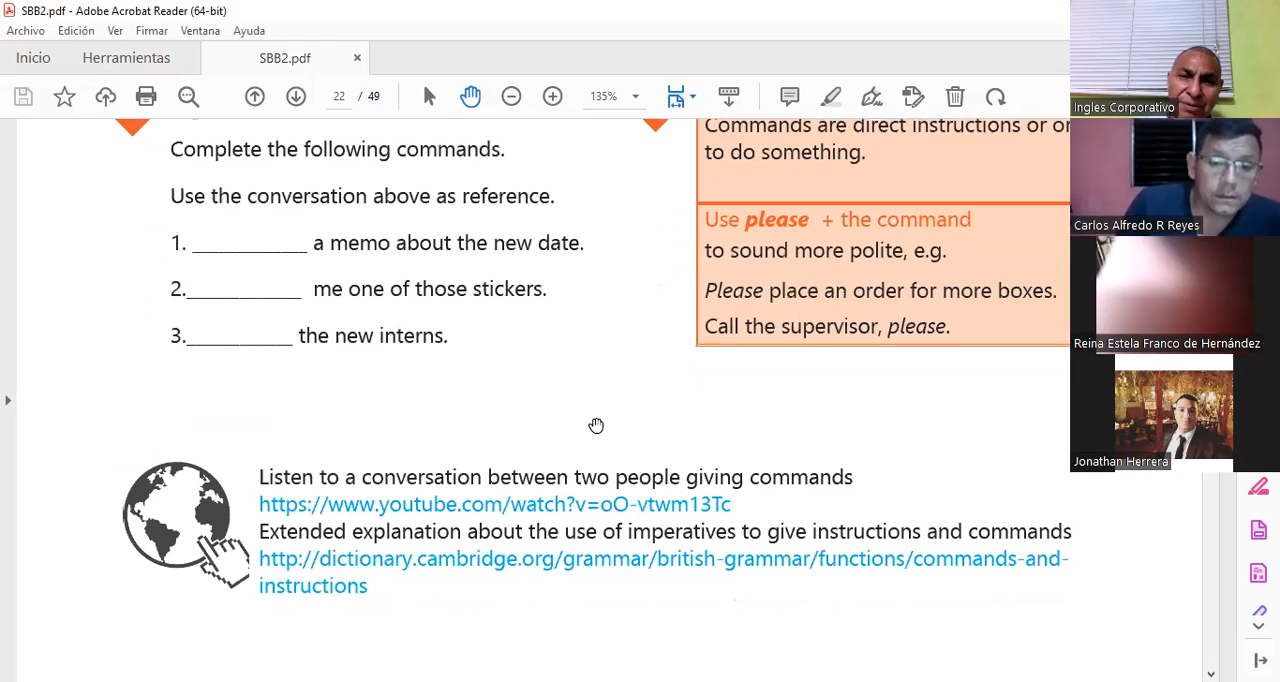 SBB2.pdf - Adobe Acrobat Reader (64-bit)
Archivo Edición Ver Firmar Ventana Ayuda
Inicio Herramientas SBB2.pdf ×
22 / 49 135%
Complete the following commands.
Use the conversation above as reference.
1. ____________ a memo about the new date.
2.____________ me one of those stickers.
3.___________ the new interns.
Commands are direct instructions or or
to do something.
Use please + the command
to sound more polite, e.g.
Please place an order for more boxes.
Call the supervisor, please.
Listen to a conversation between two people giving commands
https://www.youtube.com/watch?v=oO-vtwm13Tc
Extended explanation about the use of imperatives to give instructions and commands
http://dictionary.cambridge.org/grammar/british-grammar/functions/commands-and-
instructions
Ingles Corporativo
Carlos Alfredo R Reyes
Reina Estela Franco de Hernández
Jonathan Herrera